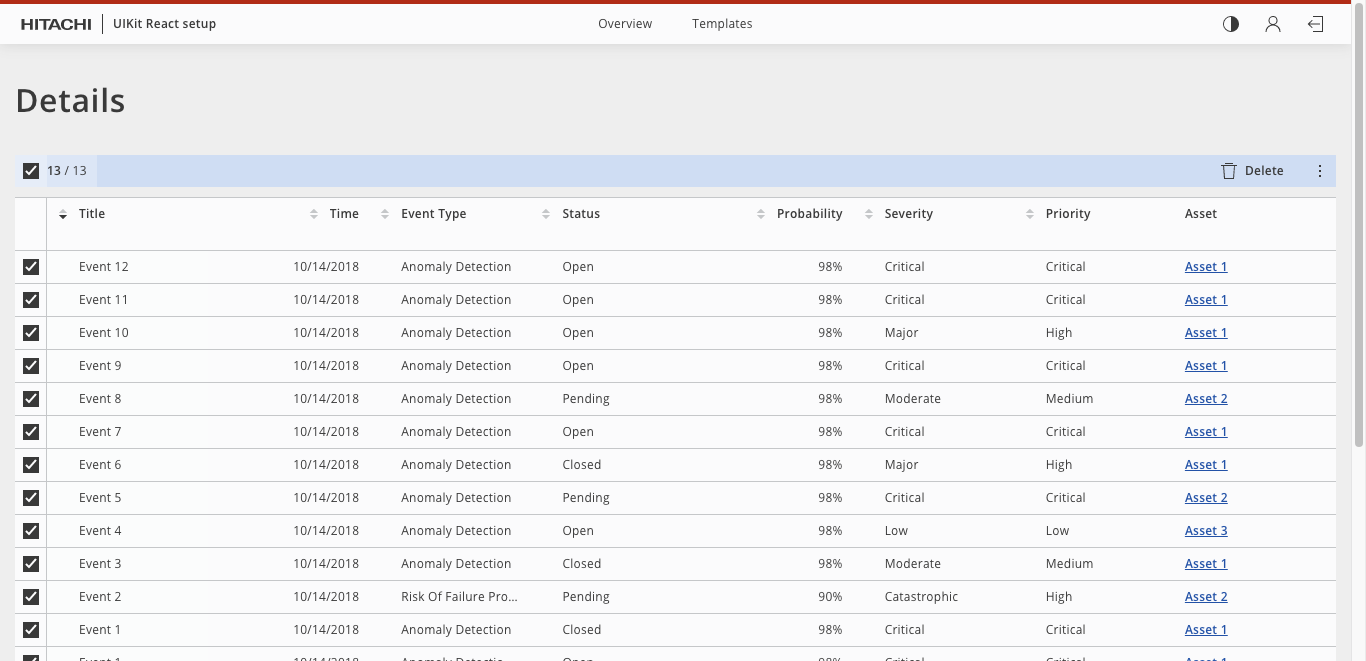 HITACHI UIKit React setup Overview Templates
Details
13 / 13 Delete
Title Time Event Type Status Probability Severity Priority Asset
Event 12 10/14/2018 Anomaly Detection Open 98% Critical Critical Asset 1
Event 11 10/14/2018 Anomaly Detection Open 98% Critical Critical Asset 1
Event 10 10/14/2018 Anomaly Detection Open 98% Major High Asset 1
Event 9 10/14/2018 Anomaly Detection Open 98% Critical Critical Asset 1
Event 8 10/14/2018 Anomaly Detection Pending 98% Moderate Medium Asset 2
Event 7 10/14/2018 Anomaly Detection Open 98% Critical Critical Asset 1
Event 6 10/14/2018 Anomaly Detection Closed 98% Major High Asset 1
Event 5 10/14/2018 Anomaly Detection Pending 98% Critical Critical Asset 2
Event 4 10/14/2018 Anomaly Detection Open 98% Low Low Asset 3
Event 3 10/14/2018 Anomaly Detection Closed 98% Moderate Medium Asset 1
Event 2 10/14/2018 Risk Of Failure Pro... Pending 90% Catastrophic High Asset 2
Event 1 10/14/2018 Anomaly Detection Closed 98% Critical Critical Asset 1